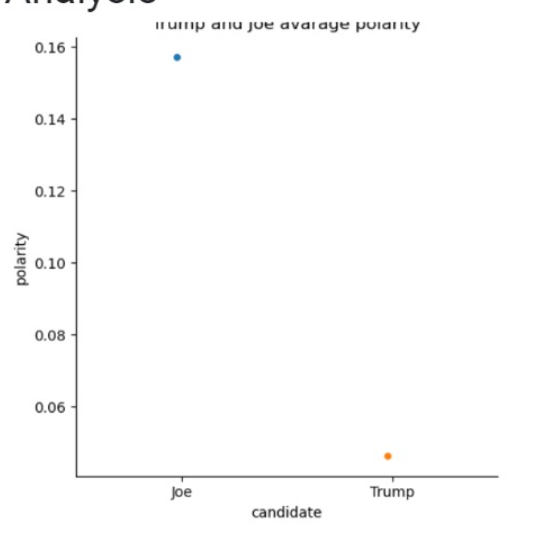 Analysis
Trump and Joe avarage polarity
0.16
0.14
0.12
0.10
0.08
0.06
polarity
Joe
Trump
candidate